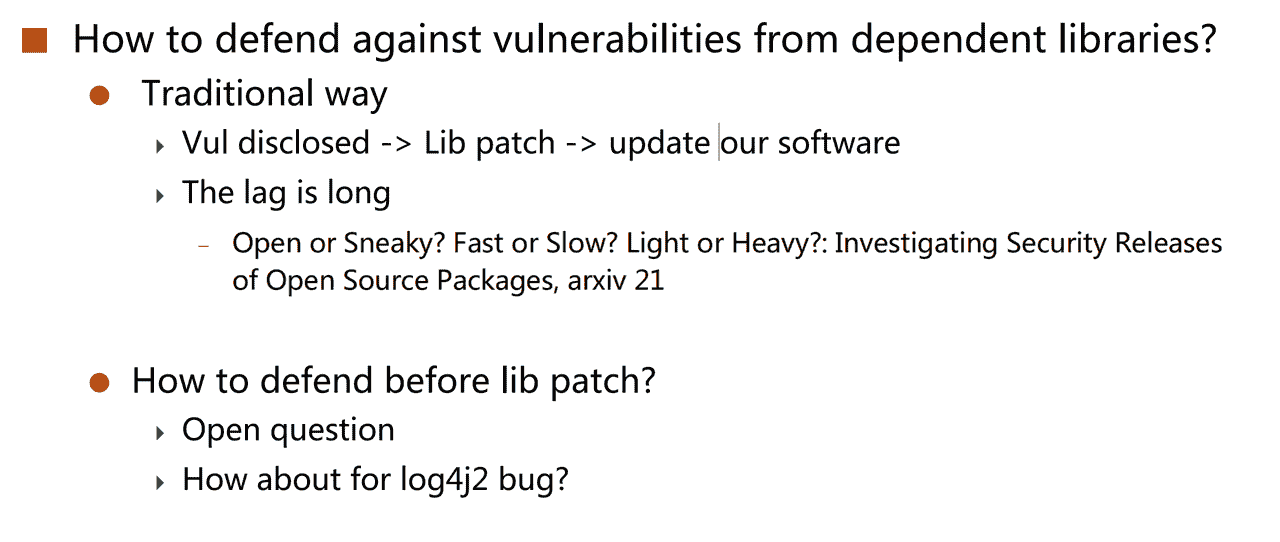 How to defend against vulnerabilities from dependent libraries?
Traditional way
Vul disclosed -> Lib patch -> update our software
The lag is long
Open or Sneaky? Fast or Slow? Light or Heavy?: Investigating Security Releases
of Open Source Packages, arxiv 21
How to defend before lib patch?
Open question
How about for log4j2 bug?